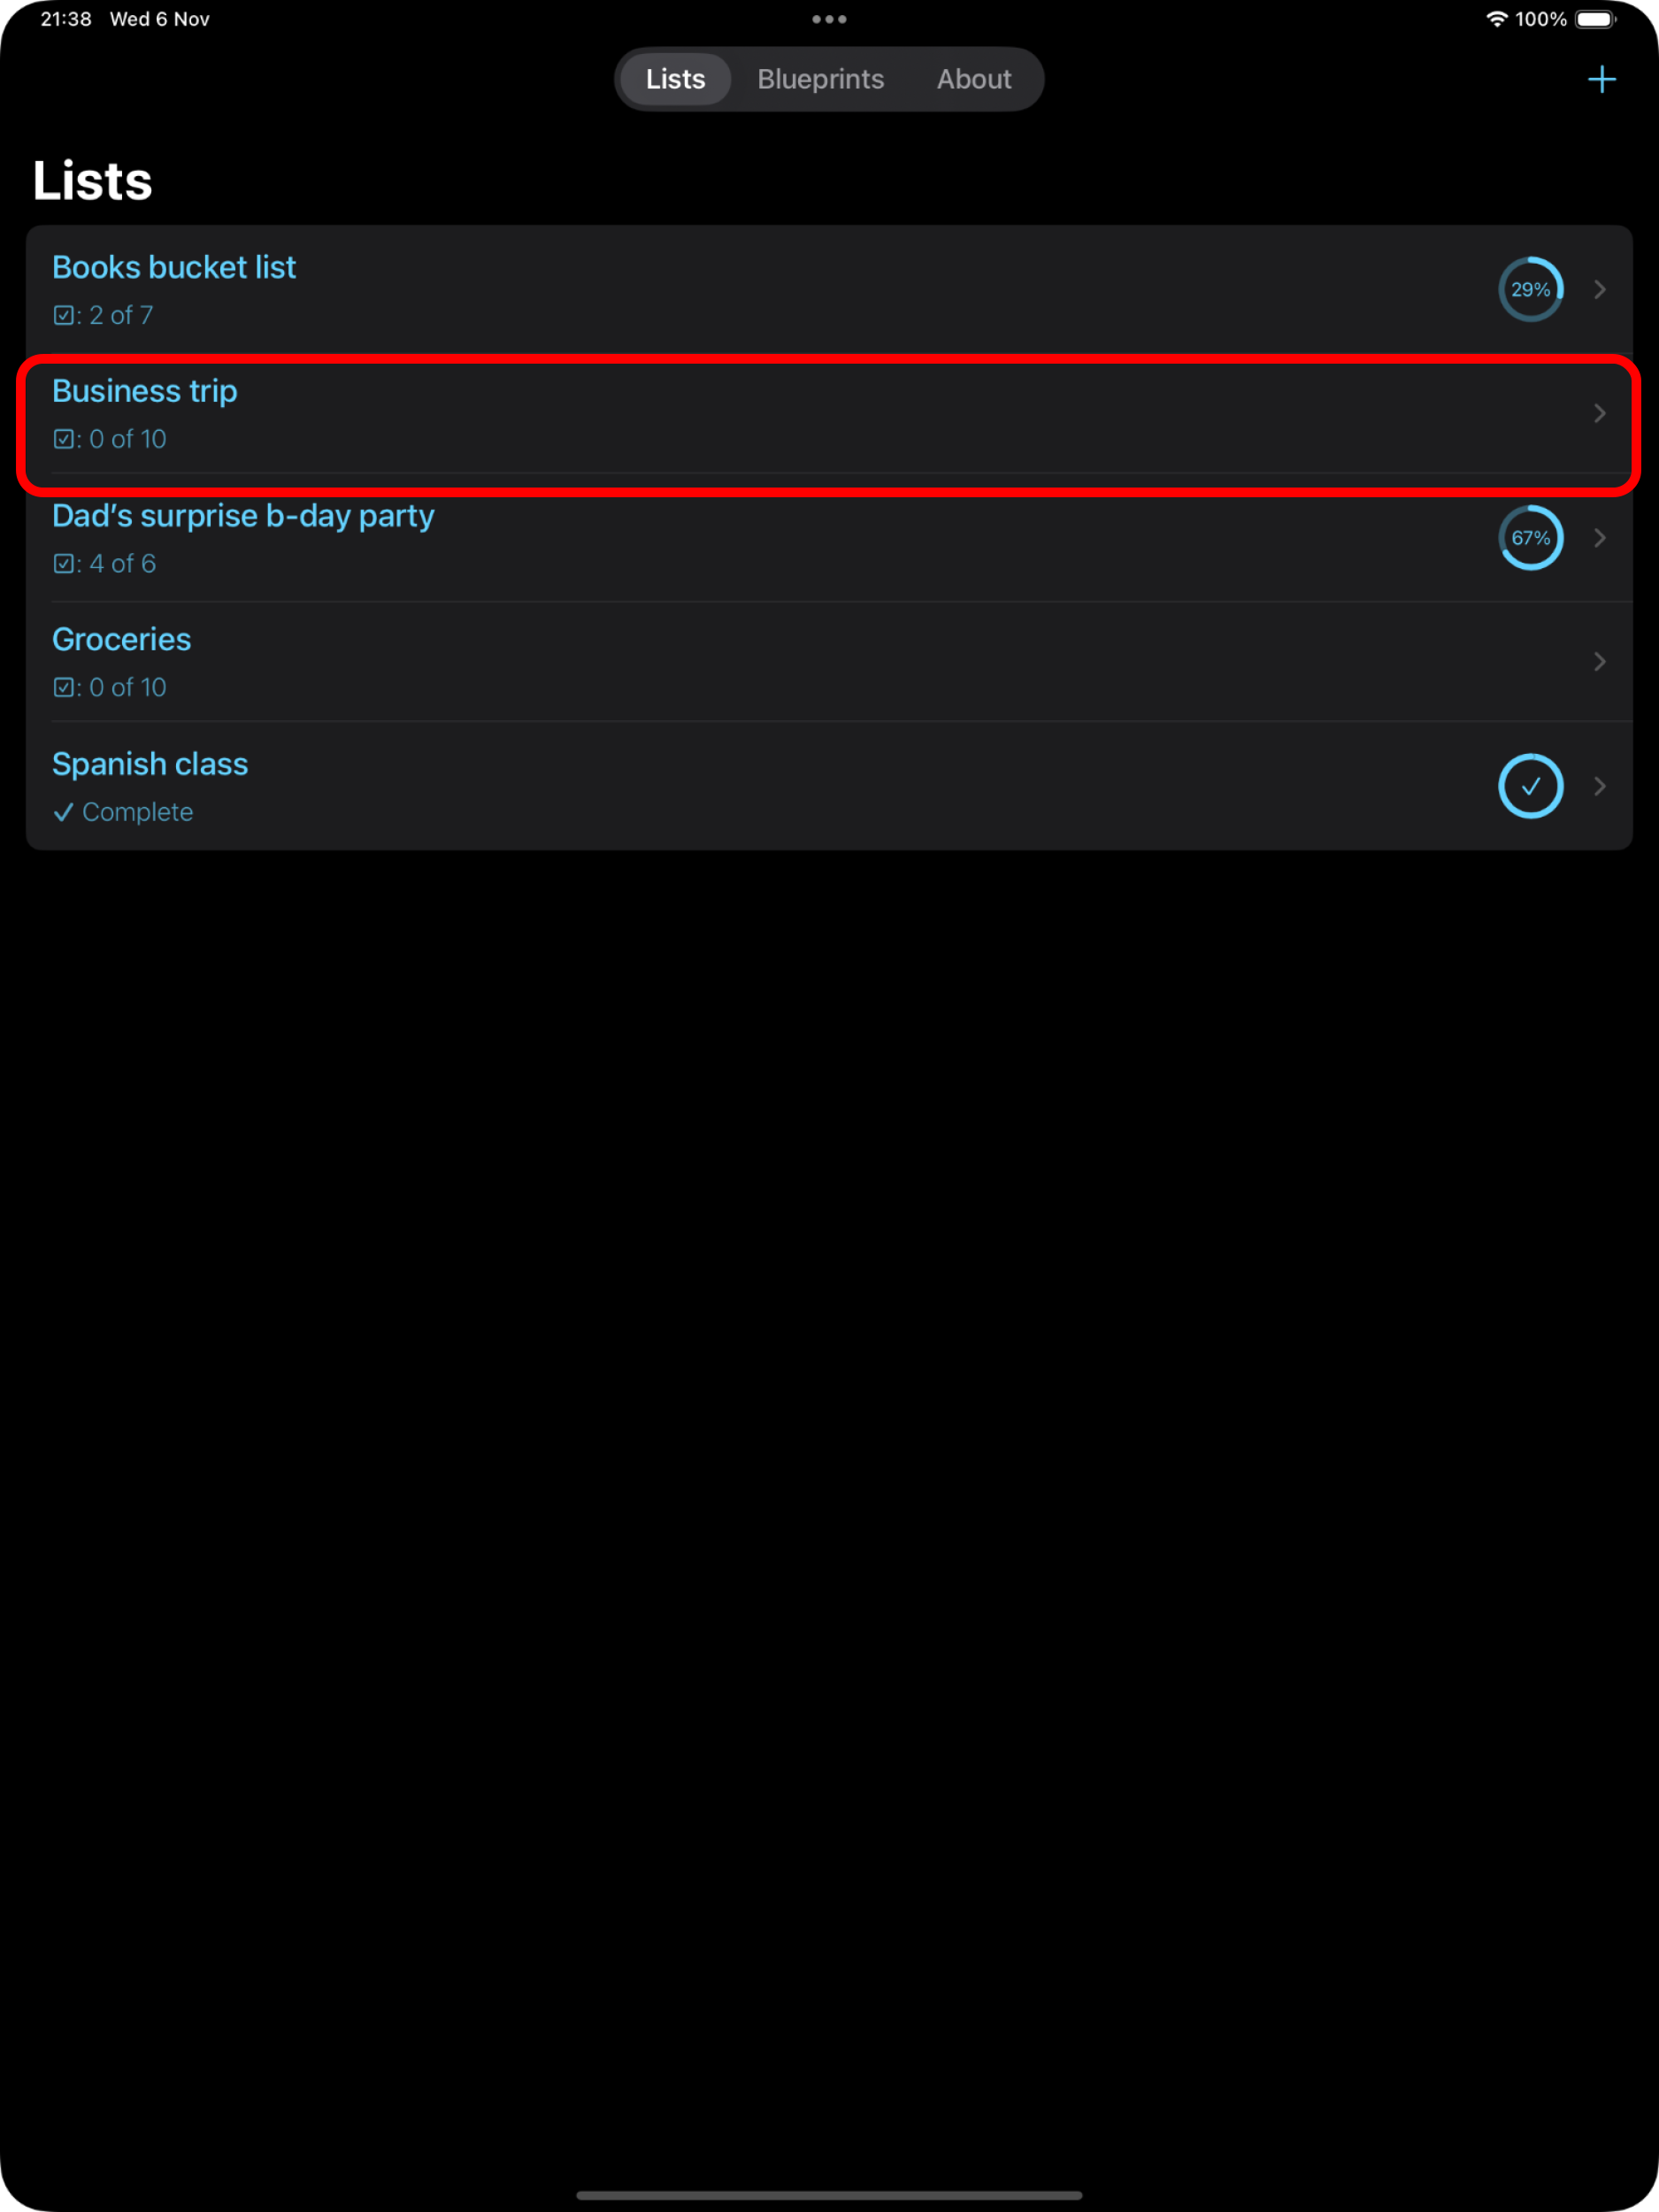 21:38 Wed 6 Nov
100%
Lists Blueprints About
Lists
Books bucket list
: 2 of 7
29%
Business trip
: 0 of 10
Dad’s surprise b-day party
: 4 of 6
67%
Groceries
: 0 of 10
Spanish class
Complete